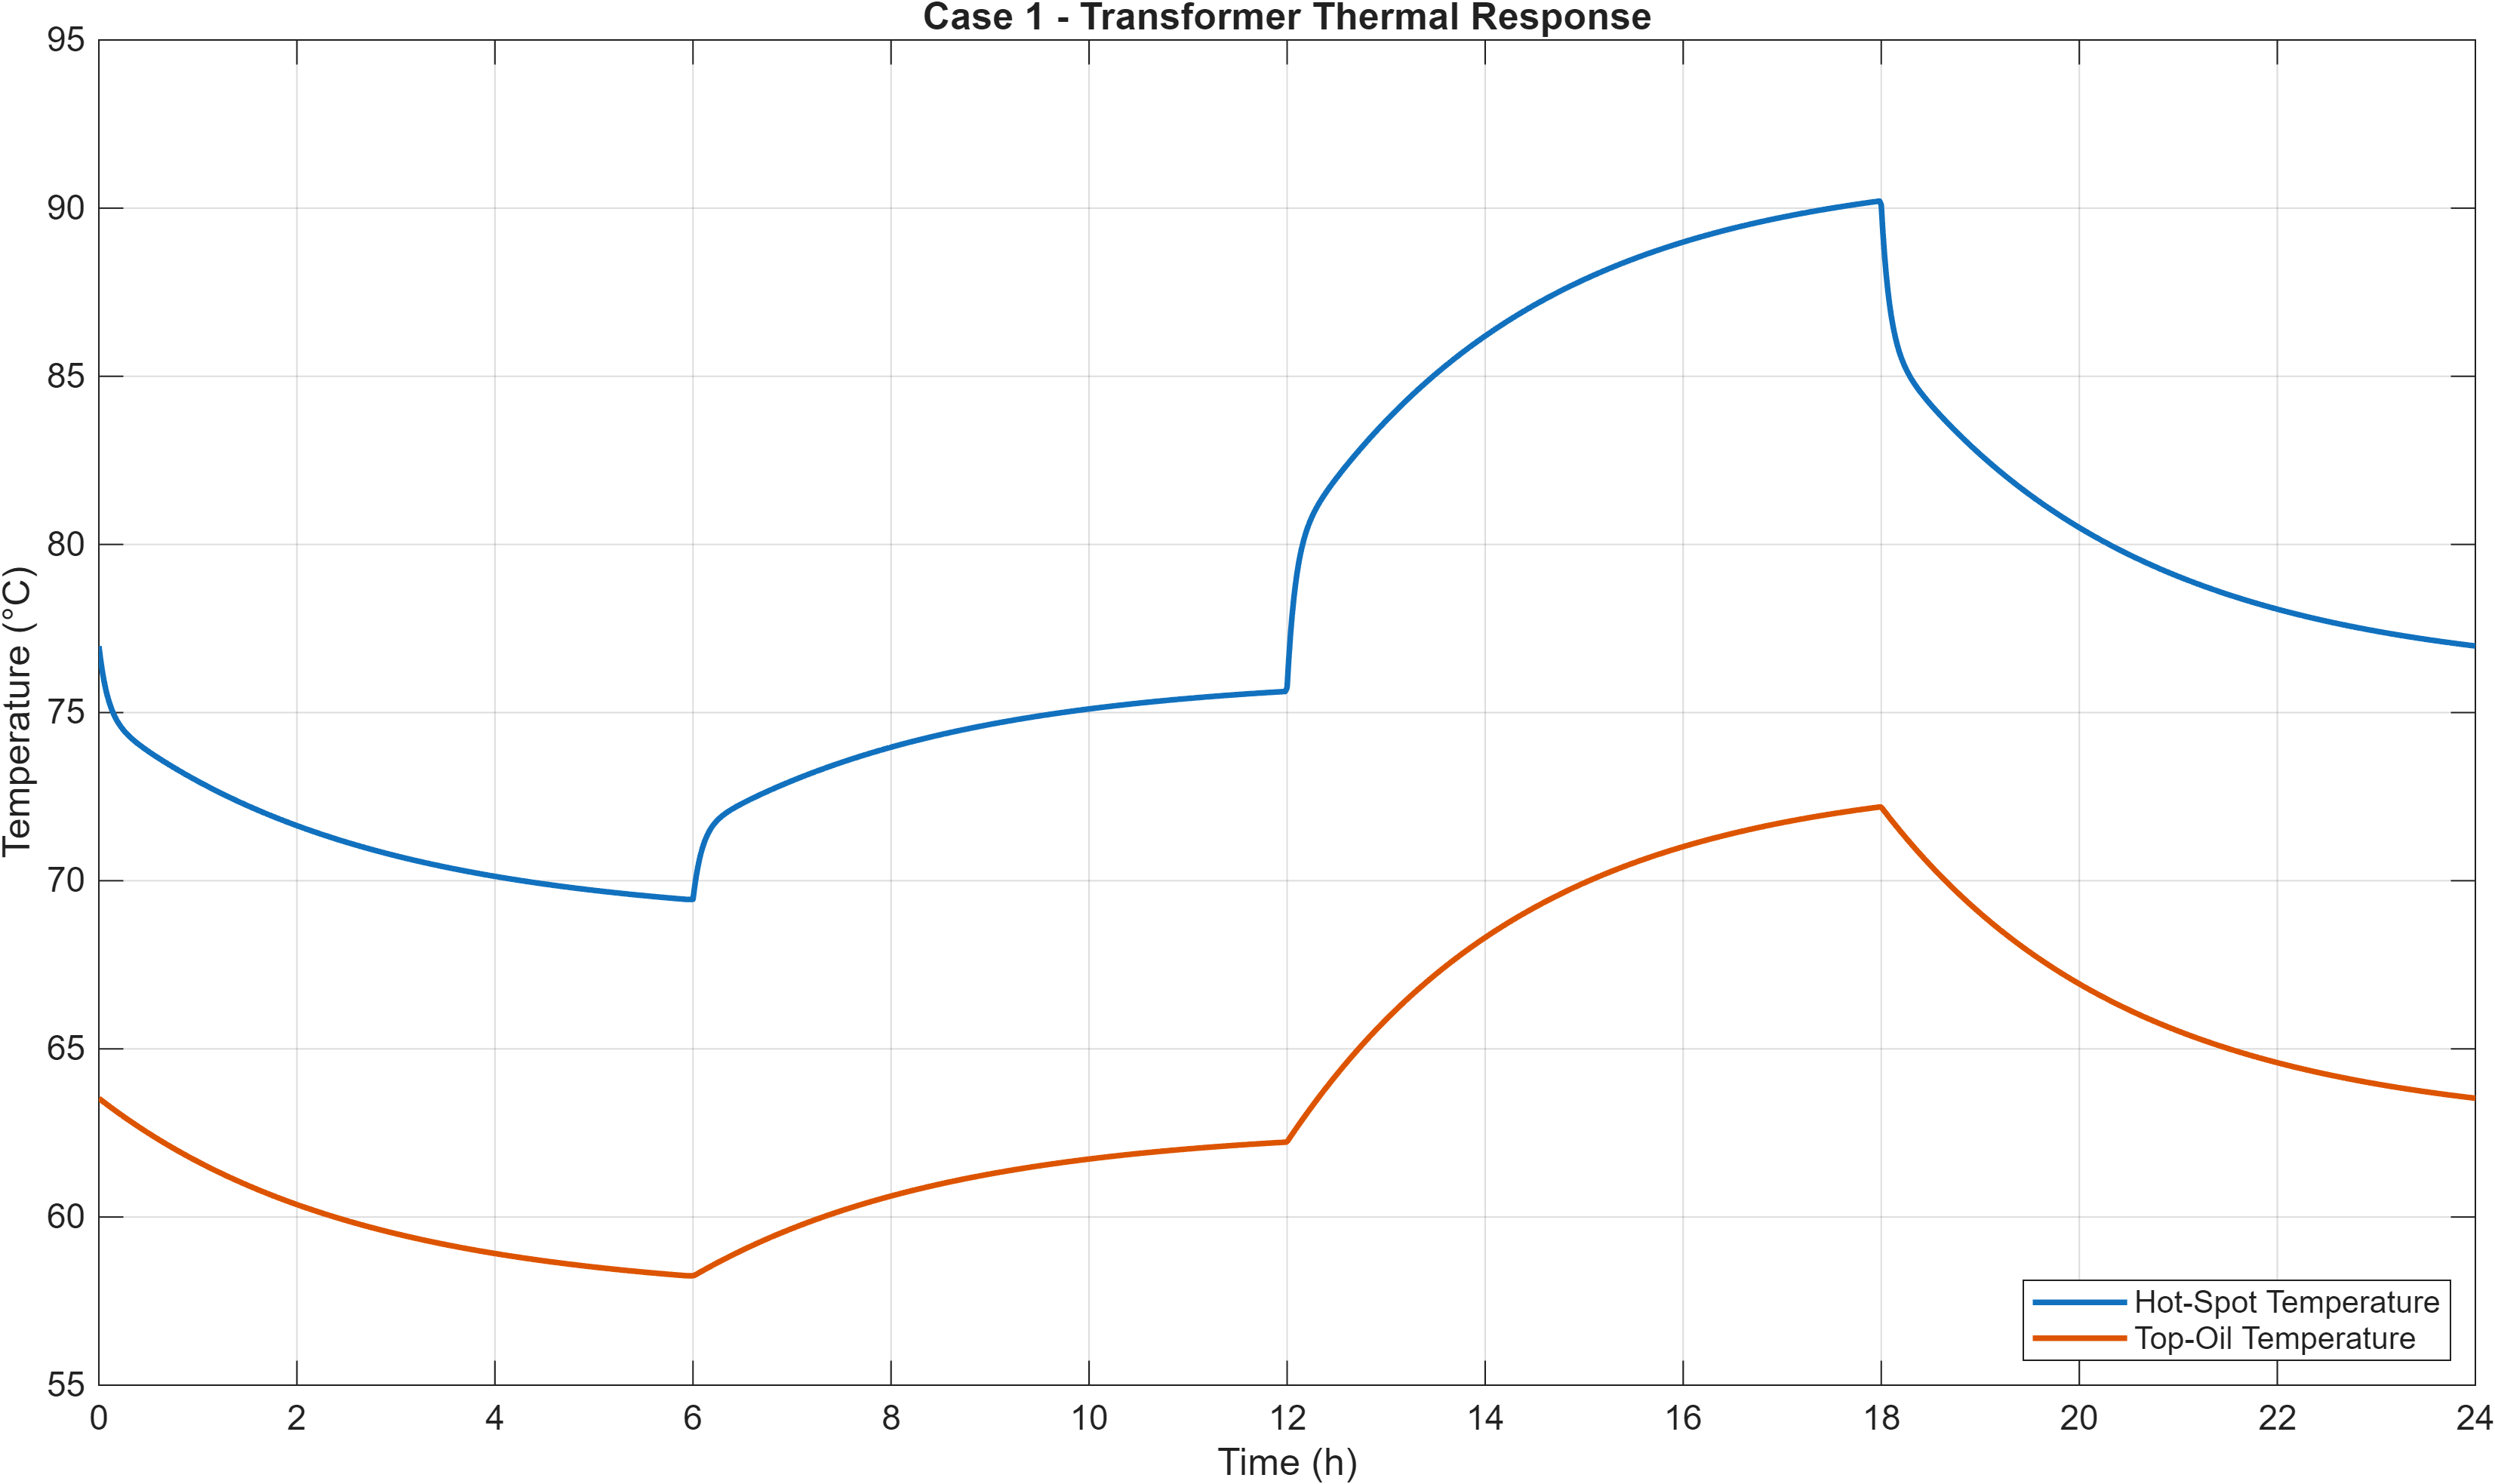 Case 1 - Transformer Thermal Response
95
90
85
80
75
70
65
60
55
Temperature (°C)
Hot-Spot Temperature
Top-Oil Temperature
0 2 4 6 8 10 12 14 16 18 20 22 24
Time (h)